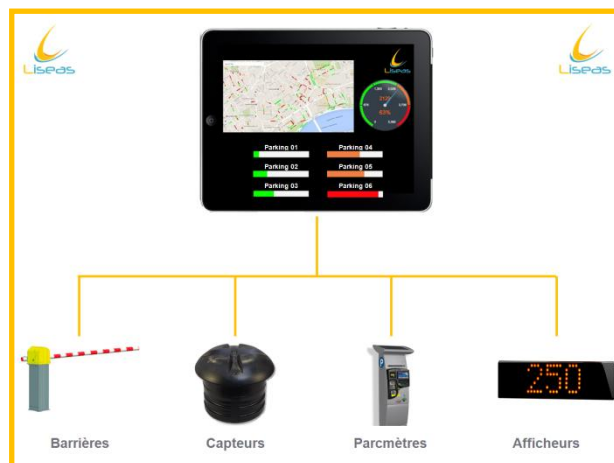 Liseas
Liseas
Liseas
63%
Parking 01
Parking 04
Parking 02
Parking 05
Parking 03
Parking 06
250
Barrières
Capteurs
Parcmètres
Afficheurs